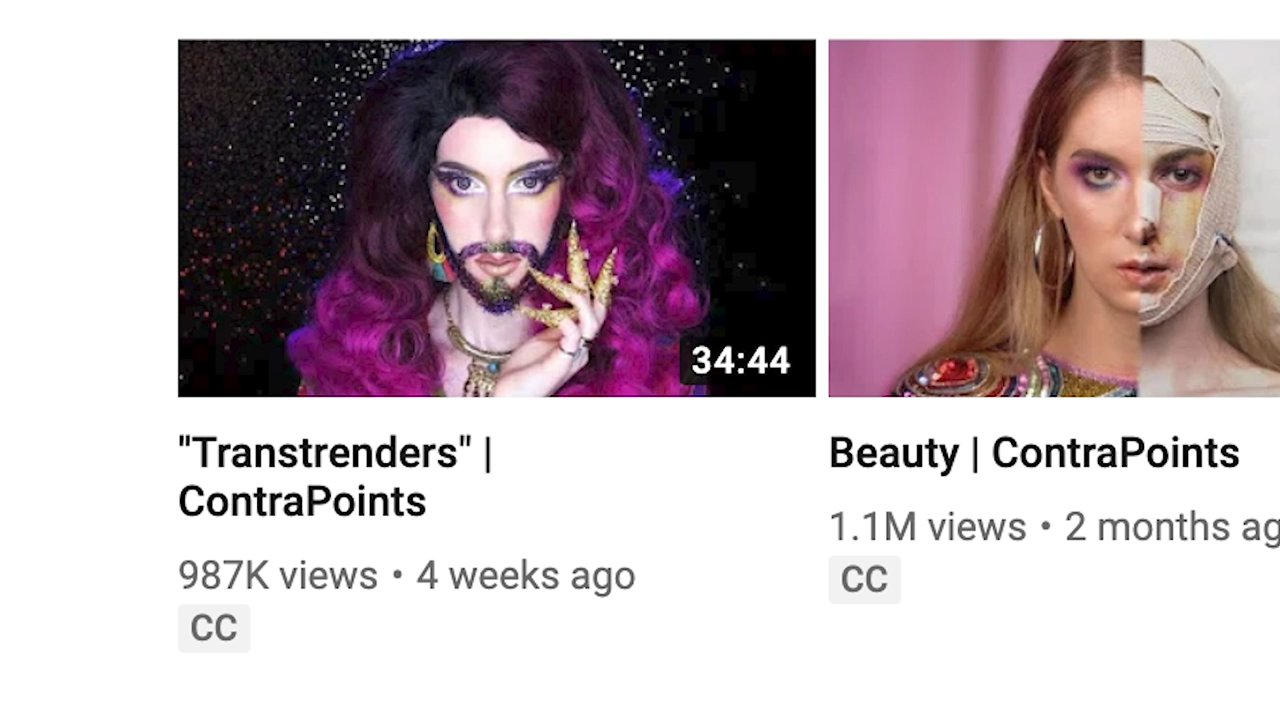 34:44
"Transtrenders" |
ContraPoints
987K views • 4 weeks ago
CC
Beauty | ContraPoints
1.1M views • 2 months ag
CC